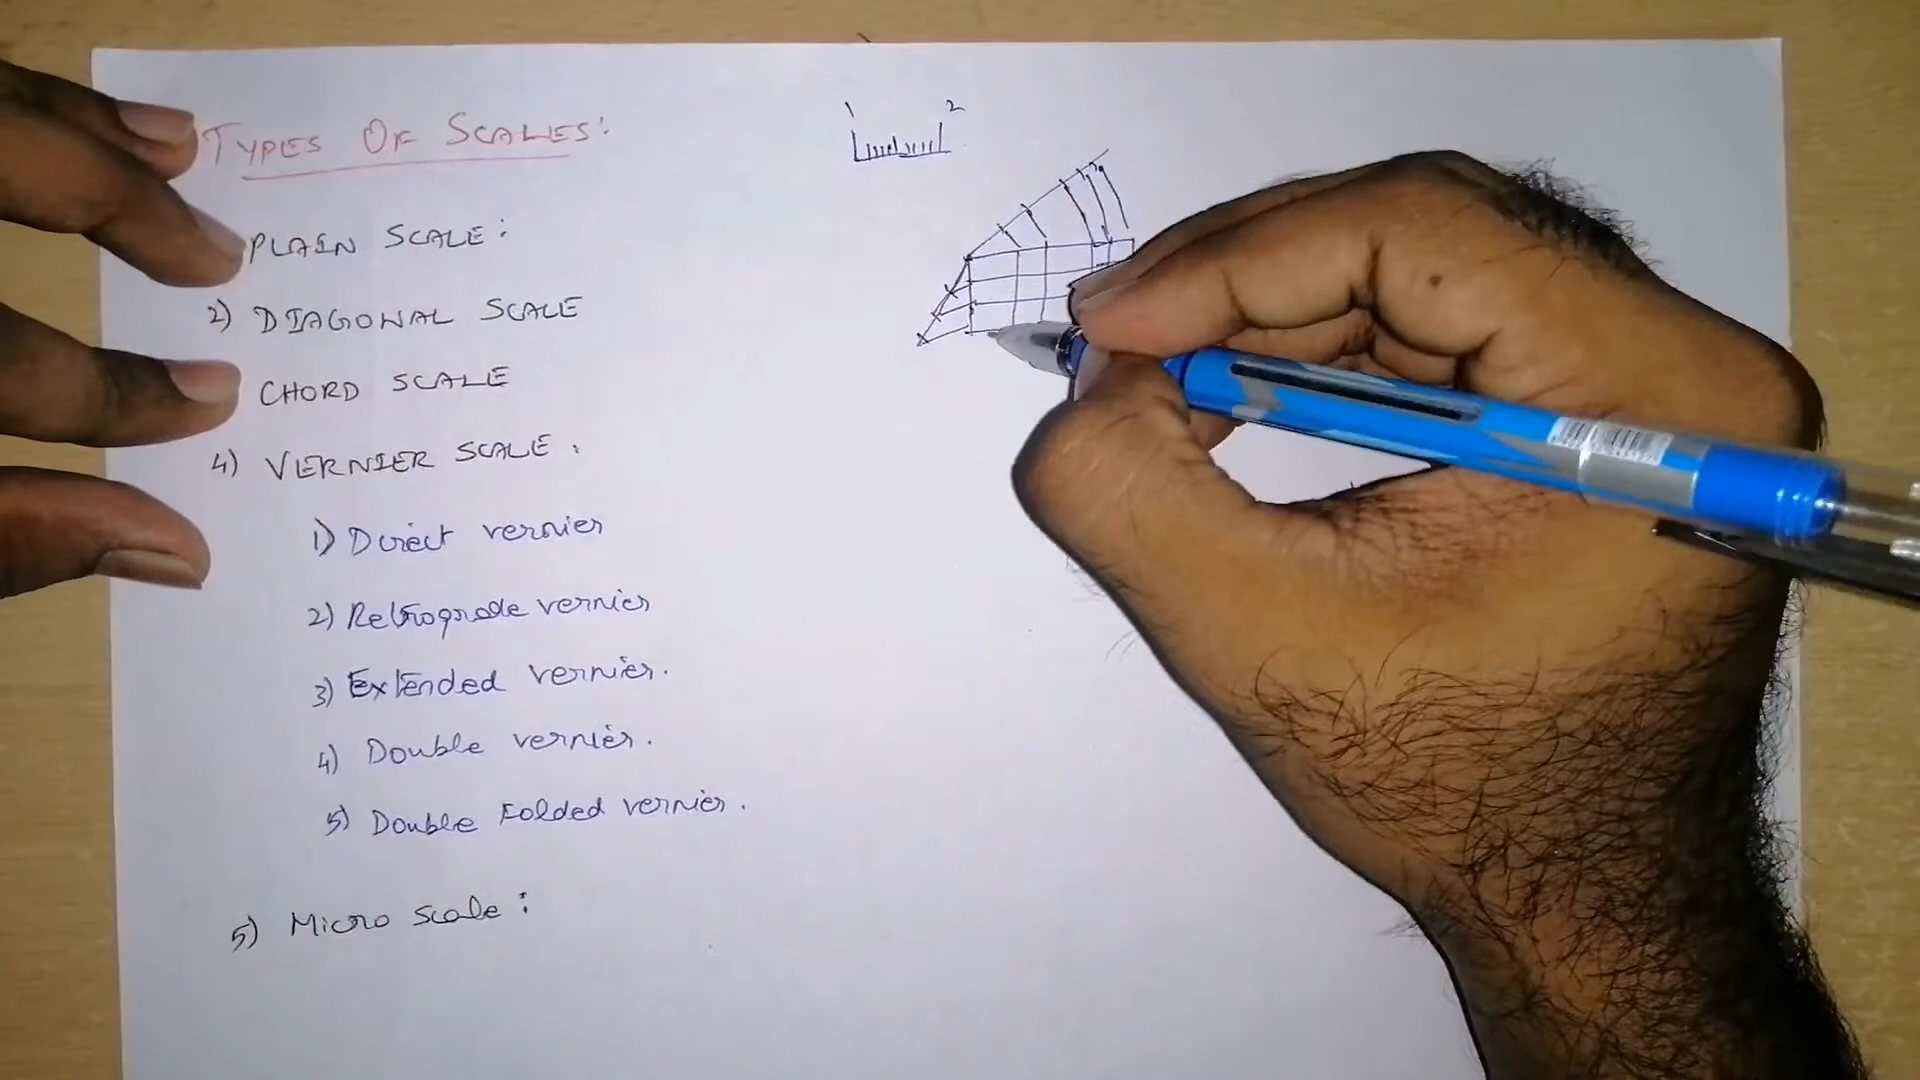 TYPES OF SCALES:
1 2
PLAIN SCALE:
2) DIAGONAL SCALE
CHORD SCALE
4) VERNIER SCALE:
1) Direct vernier
2) Retrograde vernier
3) Extended vernier.
4) Double vernier.
5) Double Folded vernier.
5) Micro scale: